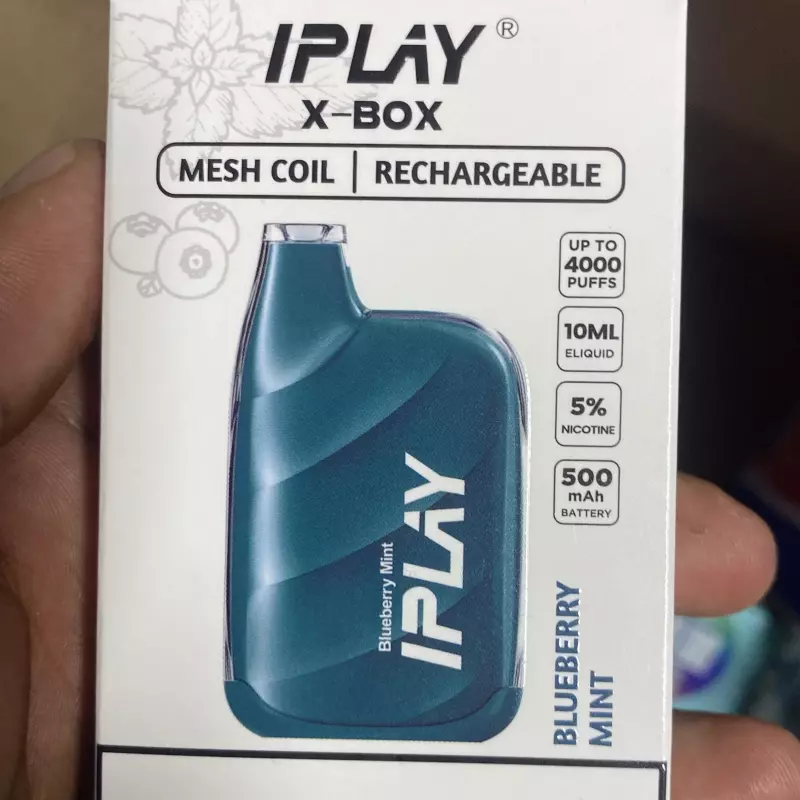 IPLAY®
X-BOX
MESH COIL | RECHARGEABLE
UP TO
4000
PUFFS
10ML
ELIQUID
5%
NICOTINE
500
mAh
BATTERY
Blueberry Mint
IPLAY
BLUEBERRY
MINT